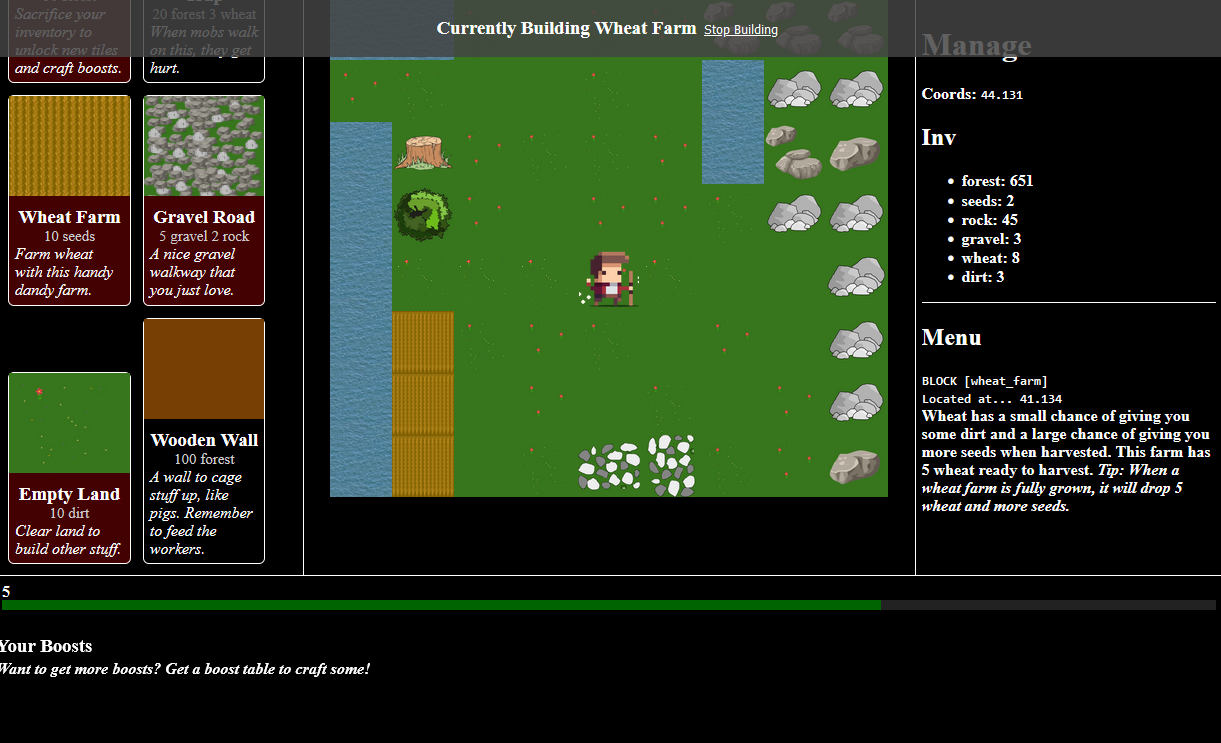 Currently Building Wheat Farm Stop Building
Sacrifice your
inventory to
unlock new tiles
and craft boosts.
20 forest 3 wheat
When mobs walk
on this, they get
hurt.
Wheat Farm
10 seeds
Farm wheat
with this handy
dandy farm.
Gravel Road
5 gravel 2 rock
A nice gravel
walkway that
you just love.
Empty Land
10 dirt
Clear land to
build other stuff.
Wooden Wall
100 forest
A wall to cage
stuff up, like
pigs. Remember
to feed the
workers.
Manage
Coords: 44.131
Inv
• forest: 651
• seeds: 2
• rock: 45
• gravel: 3
• wheat: 8
• dirt: 3
Menu
BLOCK [wheat_farm]
Located at... 41.134
Wheat has a small chance of giving you
some dirt and a large chance of giving you
more seeds when harvested. This farm has
5 wheat ready to harvest. Tip: When a
wheat farm is fully grown, it will drop 5
wheat and more seeds.
5
Your Boosts
Want to get more boosts? Get a boost table to craft some!